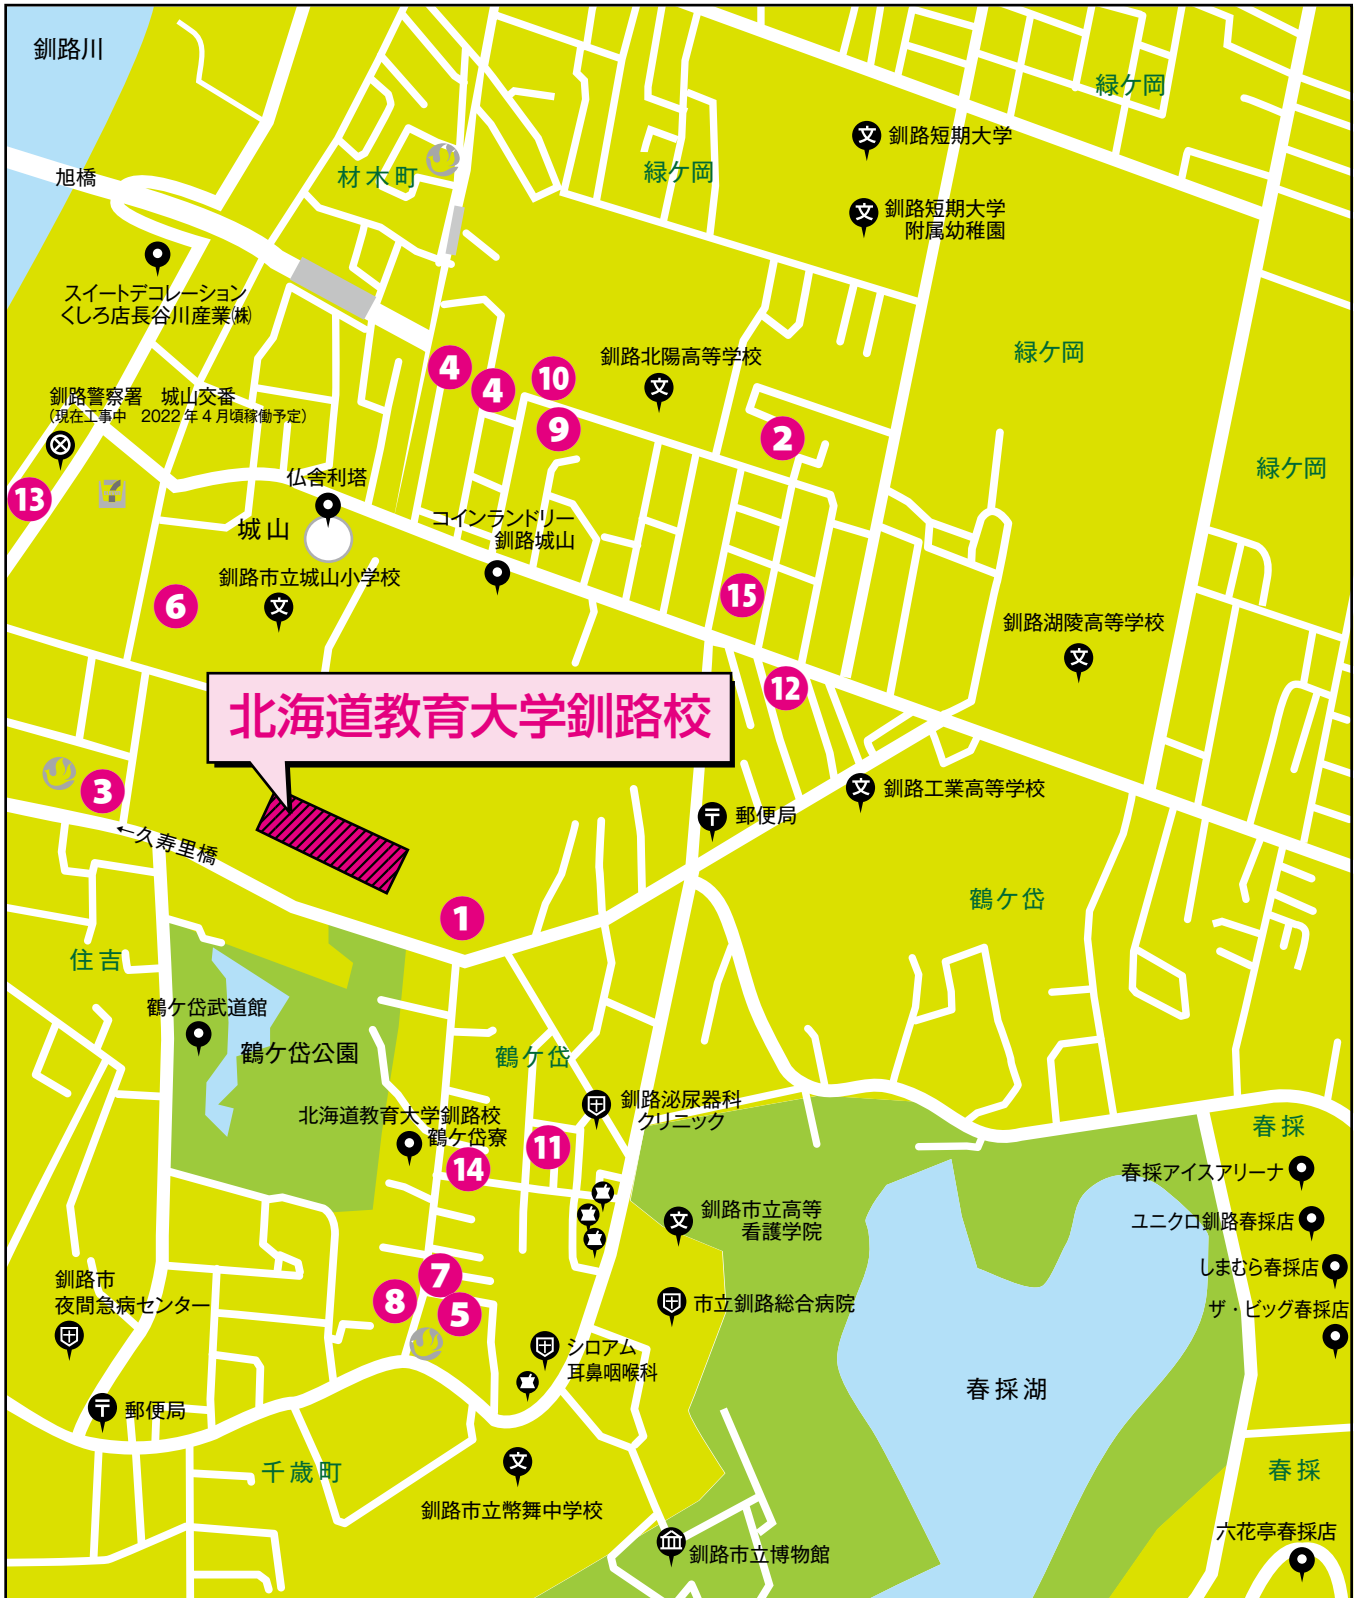 釧路川
緑ケ岡
釧路短期大学
旭橋
材木町
緑ケ岡
釧路短期大学
附属幼稚園
スイートデコレーション
くしろ店長谷川産業㈱
緑ケ岡
4
4
10
釧路北陽高等学校
釧路警察署 城山交番
(現在工事中 2022年4月頃稼働予定)
9
2
緑ケ岡
13
仏舎利塔
城山
コインランドリー
釧路城山
釧路市立城山小学校
6
15
釧路湖陵高等学校
12
北海道教育大学釧路校
3
釧路工業高等学校
郵便局
←久寿里橋
1
鶴ケ岱
住吉
鶴ケ岱武道館
鶴ケ岱公園
鶴ケ岱
釧路泌尿器科
クリニック
北海道教育大学釧路校
鶴ケ岱寮
11
14
春採
春採アイスアリーナ
釧路市立高等
看護学院
ユニクロ釧路春採店
しまむら春採店
釧路市
夜間急病センター
7
8
5
市立釧路総合病院
ザ・ビッグ春採店
シロアム
耳鼻咽喉科
春採湖
郵便局
千歳町
春採
釧路市立幣舞中学校
釧路市立博物館
六花亭春採店